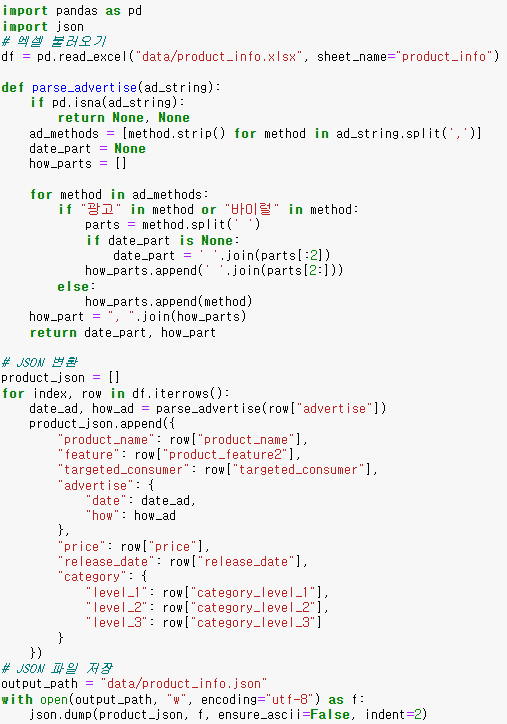 import pandas as pd
import json
# 엑셀 불러오기
df = pd.read_excel("data/product_info.xlsx", sheet_name="product_info")

def parse_advertise(ad_string):
    if pd.isna(ad_string):
        return None, None
    ad_methods = [method.strip() for method in ad_string.split(',')]
    date_part = None
    how_parts = []

    for method in ad_methods:
        if "광고" in method or "바이럴" in method:
            parts = method.split(' ')
            if date_part is None:
                date_part = ' '.join(parts[:2])
            how_parts.append(' '.join(parts[2:]))
        else:
            how_parts.append(method)
    how_part = ", ".join(how_parts)
    return date_part, how_part

# JSON 변환
product_json = []
for index, row in df.iterrows():
    date_ad, how_ad = parse_advertise(row["advertise"])
    product_json.append({
        "product_name": row["product_name"],
        "feature": row["product_feature2"],
        "targeted_consumer": row["targeted_consumer"],
        "advertise": {
            "date": date_ad,
            "how": how_ad
        },
        "price": row["price"],
        "release_date": row["release_date"],
        "category": {
            "level_1": row["category_level_1"],
            "level_2": row["category_level_2"],
            "level_3": row["category_level_3"]
        }
    })
# JSON 파일 저장
output_path = "data/product_info.json"
with open(output_path, "w", encoding="utf-8") as f:
    json.dump(product_json, f, ensure_ascii=False, indent=2)